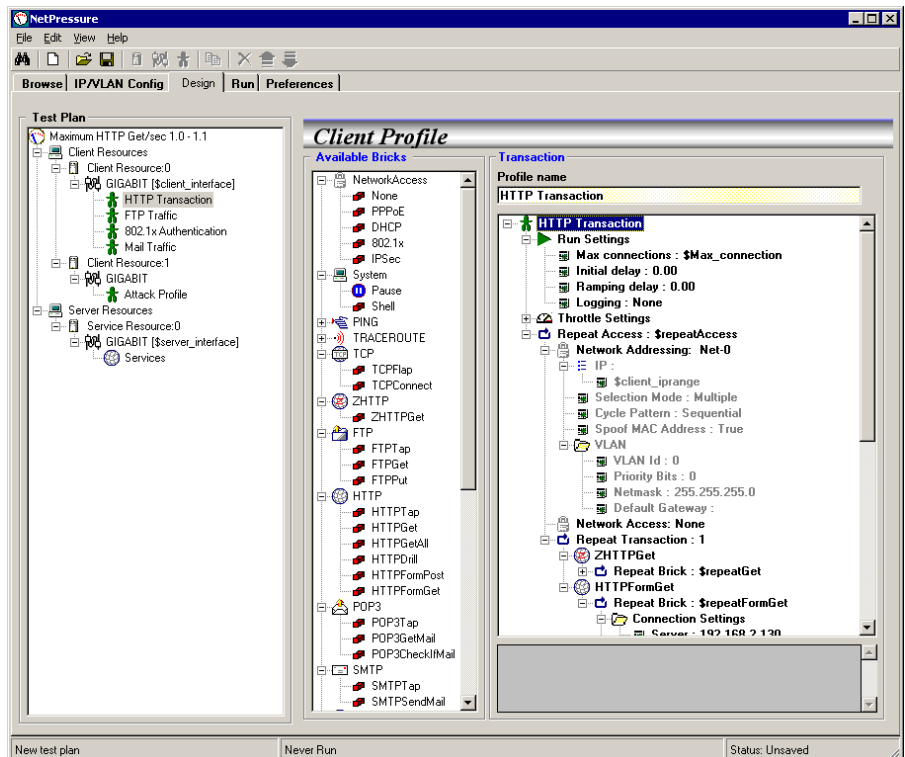 NetPressure
File Edit View Help
Browse IP/VLAN Config Design Run Preferences
Test Plan
Maximum HTTP Get/sec 1.0 - 1.1
Client Resources
Client Resource:0
GIGABIT [$client_interface]
HTTP Transaction
FTP Traffic
802.1x Authentication
Mail Traffic
Client Resource:1
GIGABIT
Attack Profile
Server Resources
Service Resource:0
GIGABIT [$server_interface]
Services
Client Profile
Available Bricks
NetworkAccess
None
PPPoE
DHCP
802.1x
IPSec
System
Pause
Shell
PING
TRACEROUTE
TCP
TCPFlap
TCPConnect
ZHTTP
ZHTTPGet
FTP
FTPTap
FTPGet
FTPPut
HTTP
HTTPTap
HTTPGet
HTTPGetAll
HTTPDrill
HTTPFormPost
HTTPFormGet
POP3
POP3Tap
POP3GetMail
POP3CheckIfMail
SMTP
SMTPTap
SMTPSendMail
Transaction
Profile name
HTTP Transaction
HTTP Transaction
Run Settings
Max connections : $Max_connection
Initial delay : 0.00
Ramping delay : 0.00
Logging : None
Throttle Settings
Repeat Access : $repeatAccess
Network Addressing: Net-0
IP :
$client_iprange
Selection Mode : Multiple
Cycle Pattern : Sequential
Spoof MAC Address : True
VLAN
VLAN Id : 0
Priority Bits : 0
Netmask : 255.255.255.0
Default Gateway :
Network Access: None
Repeat Transaction : 1
ZHTTPGet
Repeat Brick : $repeatGet
HTTPFormGet
Repeat Brick : $repeatFormGet
Connection Settings
Server : 192.168.2.130
New test plan
Never Run
Status: Unsaved